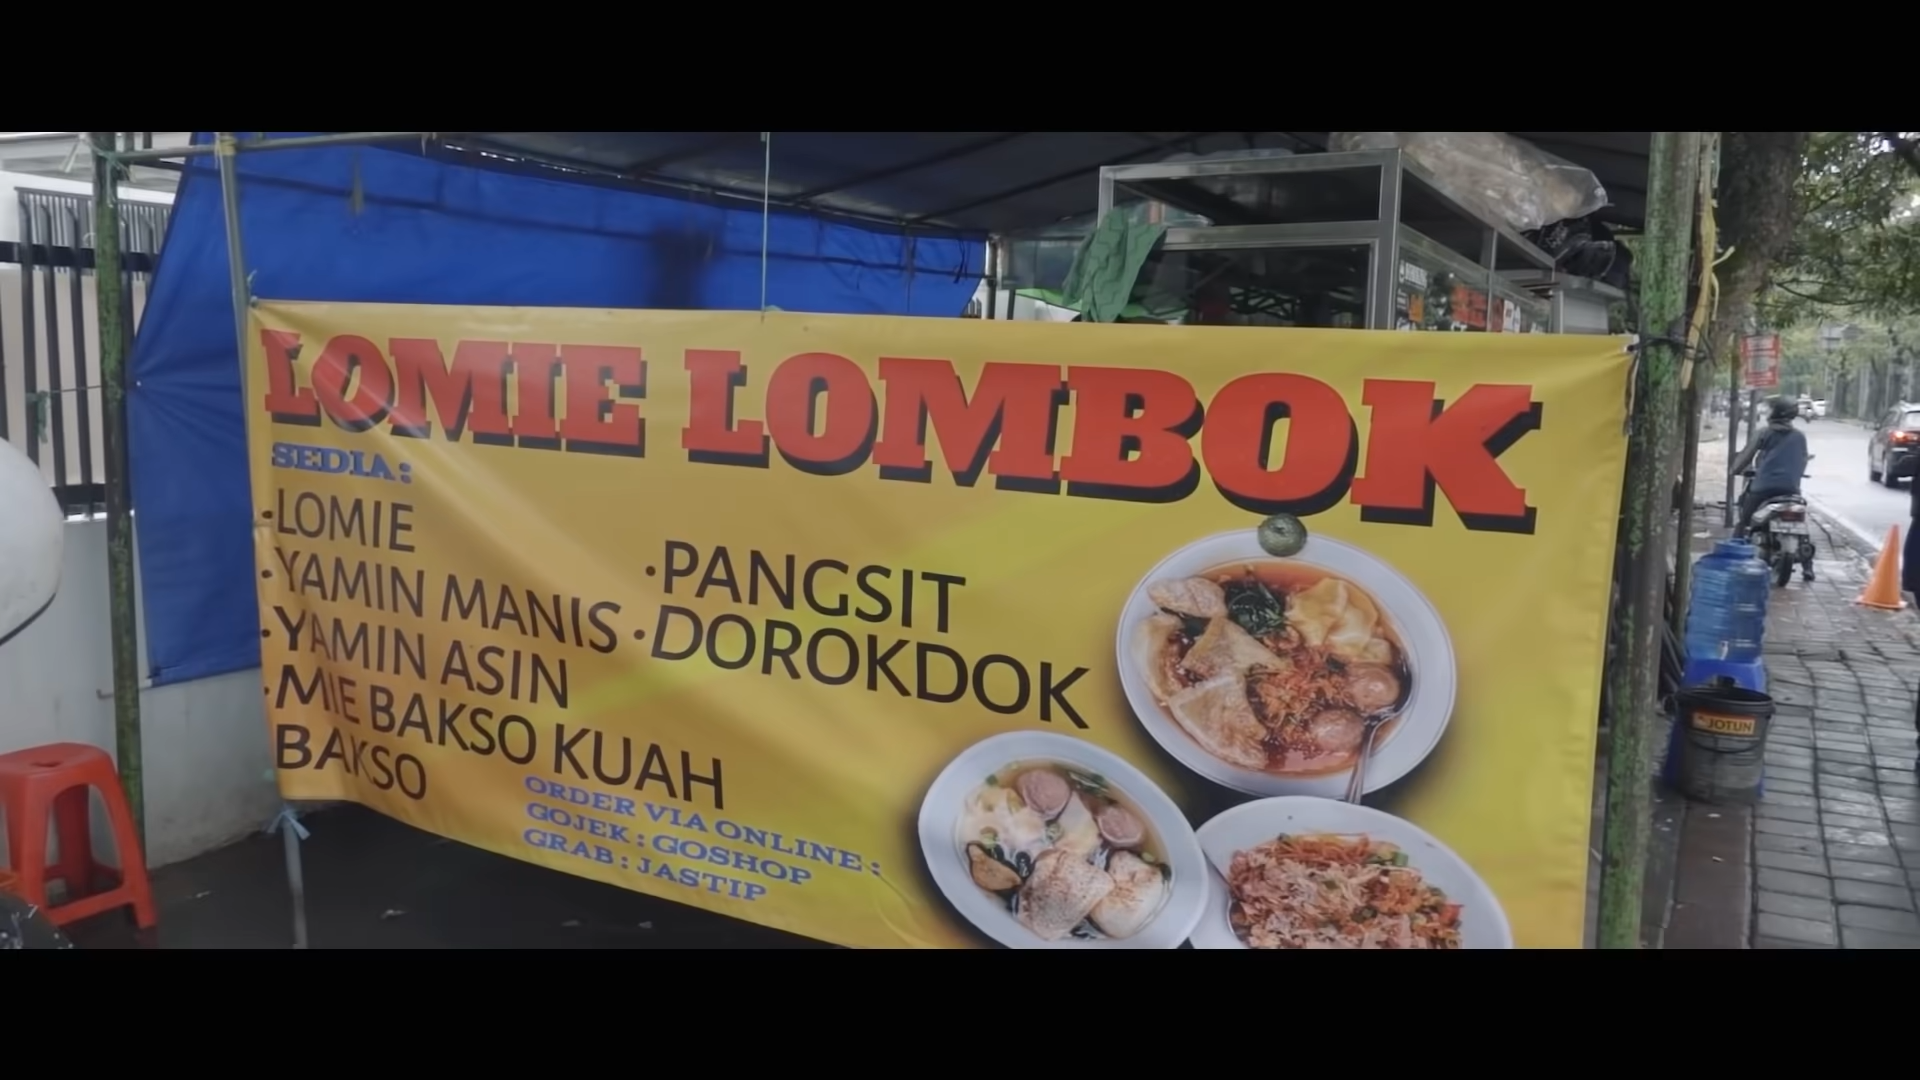 LOMIE LOMBOK
SEDIA :
·LOMIE
·YAMIN MANIS
·YAMIN ASIN
·MIE BAKSO KUAH
BAKSO
·PANGSIT
·DOROKDOK
ORDER VIA ONLINE :
GOJEK : GOSHOP
GRAB : JASTIP
JOTUN